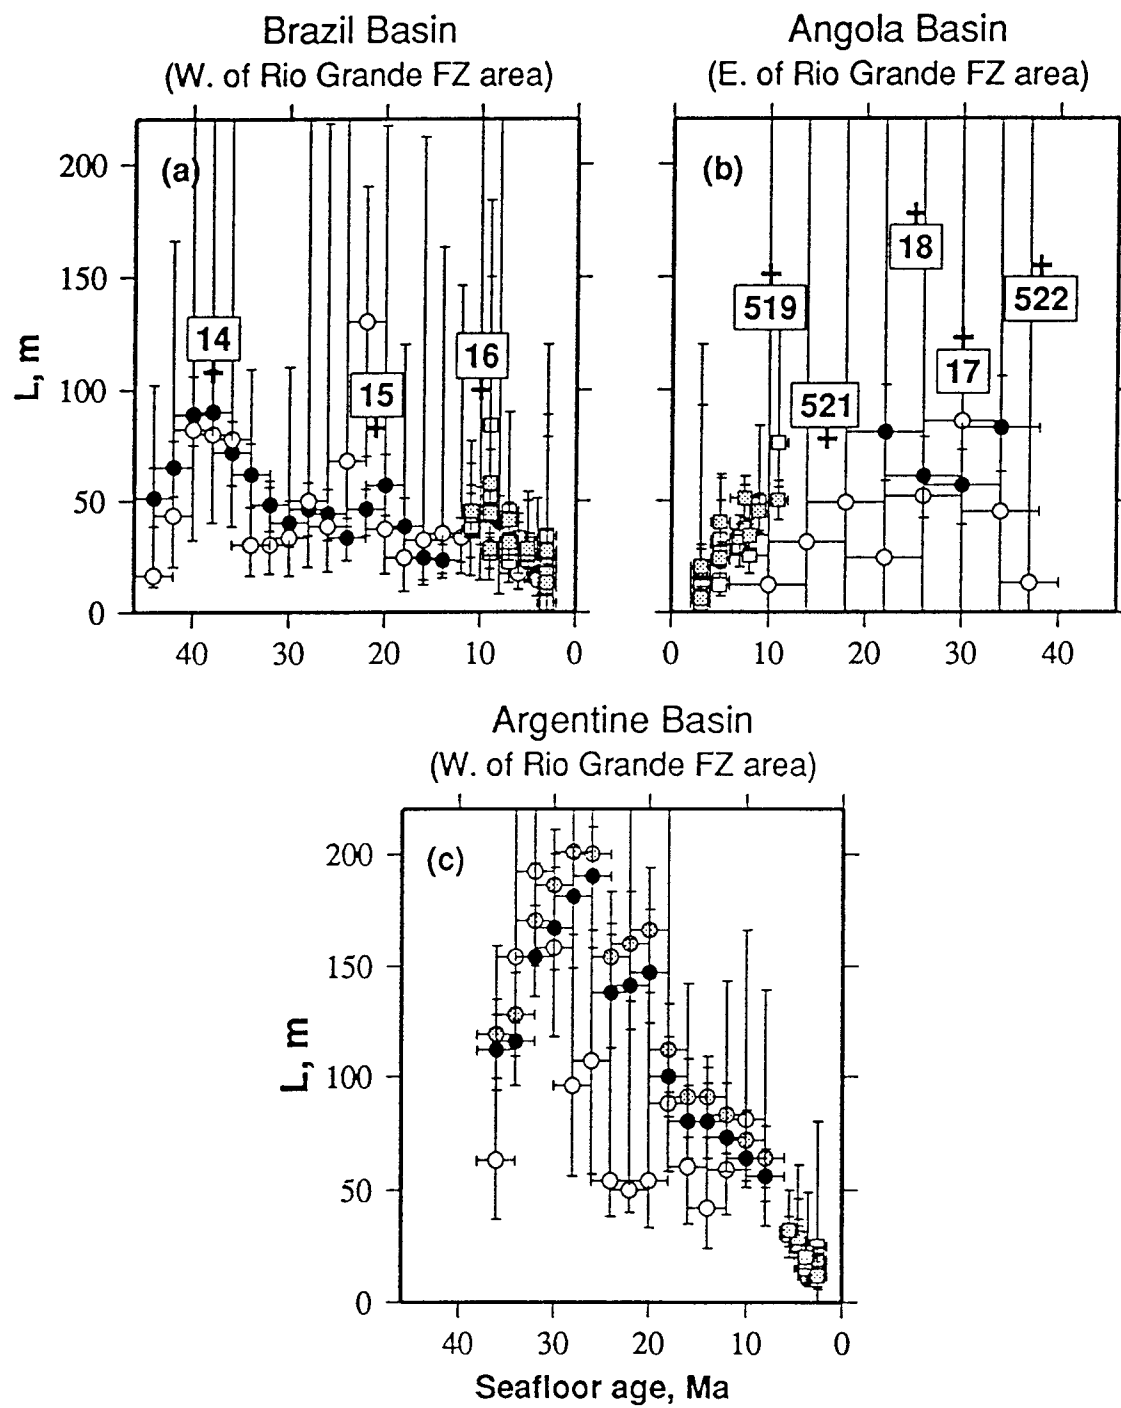 Brazil Basin
(W. of Rio Grande FZ area)
Angola Basin
(E. of Rio Grande FZ area)
(a)
(b)
200
150
100
50
0
L, m
14
15
16
519
521
18
17
522
40 30 20 10 0
0 10 20 30 40
Argentine Basin
(W. of Rio Grande FZ area)
(c)
200
150
100
50
0
L, m
40 30 20 10 0
Seafloor age, Ma